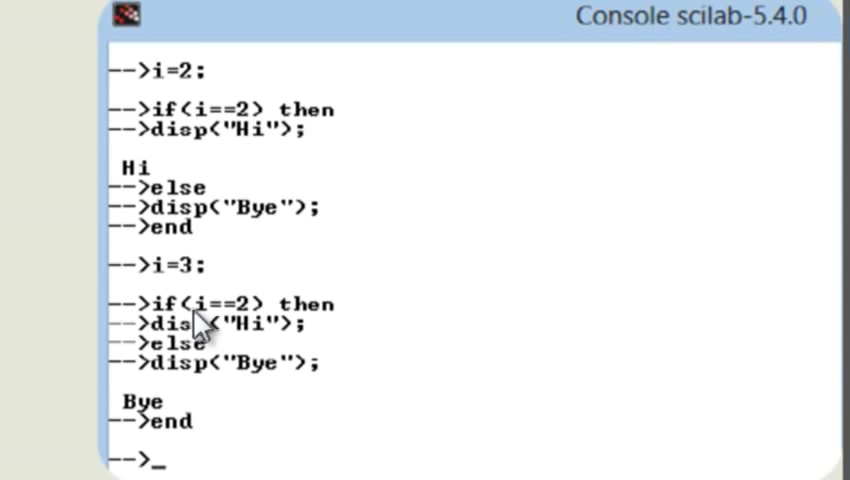 Console scilab-5.4.0
-->i=2;
-->if(i==2) then
-->disp("Hi");
Hi
-->else
-->disp("Bye");
-->end
-->i=3;
-->if(i==2) then
-->disp("Hi");
-->else
-->disp("Bye");
Bye
-->end
-->_